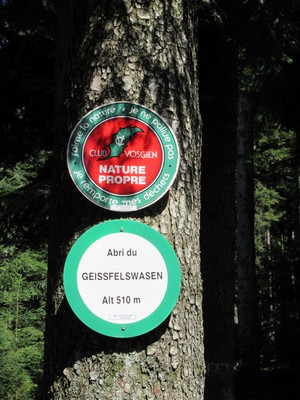 j'aime la nature • je ne pollue pas
je remporte mes déchets
CLUB VOSGIEN
NATURE
PROPRE
Abri du
GEISSFELSWASEN
Alt 510 m